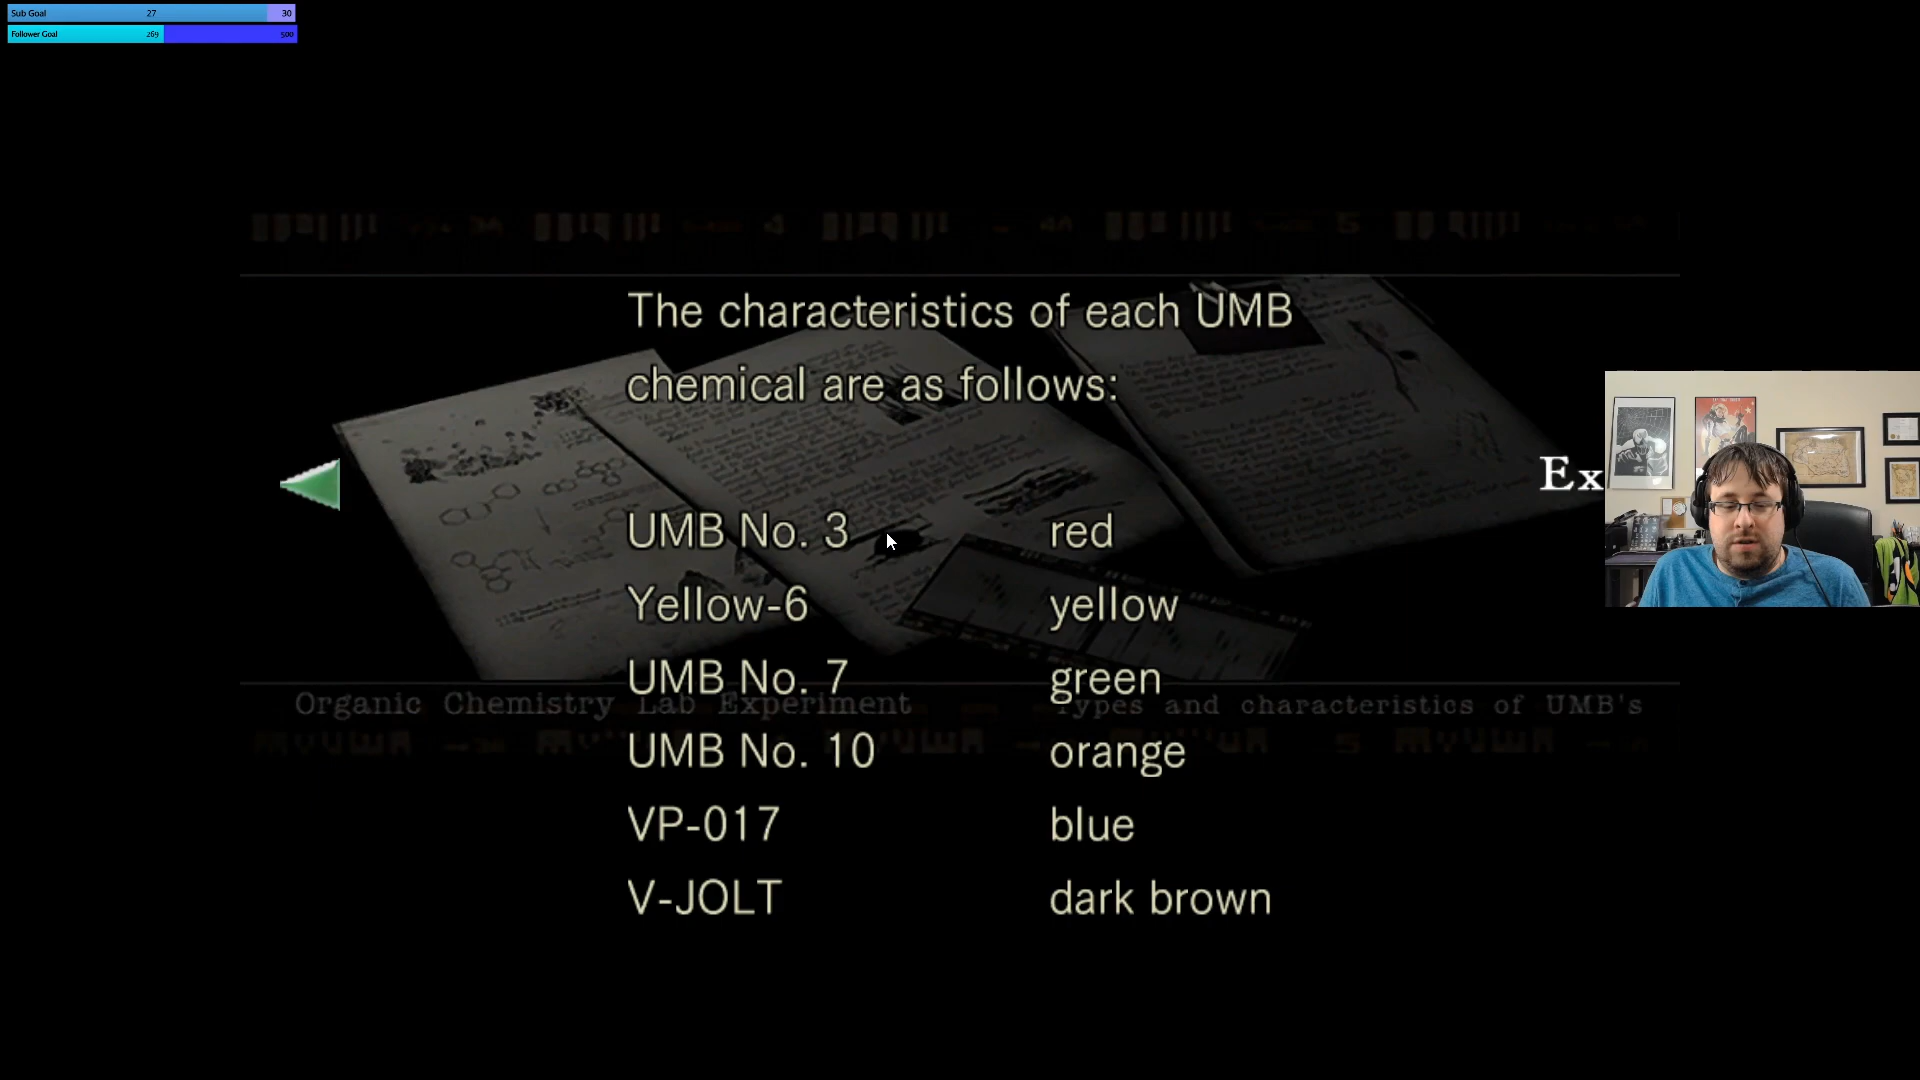 Sub Goal 27 30
Follower Goal 269 500
The characteristics of each UMB
chemical are as follows:
Ex
UMB No. 3 red
Yellow-6 yellow
UMB No. 7 green
Organic Chemistry Lab Experiment Types and characteristics of UMB's
UMB No. 10 orange
VP-017 blue
V-JOLT dark brown